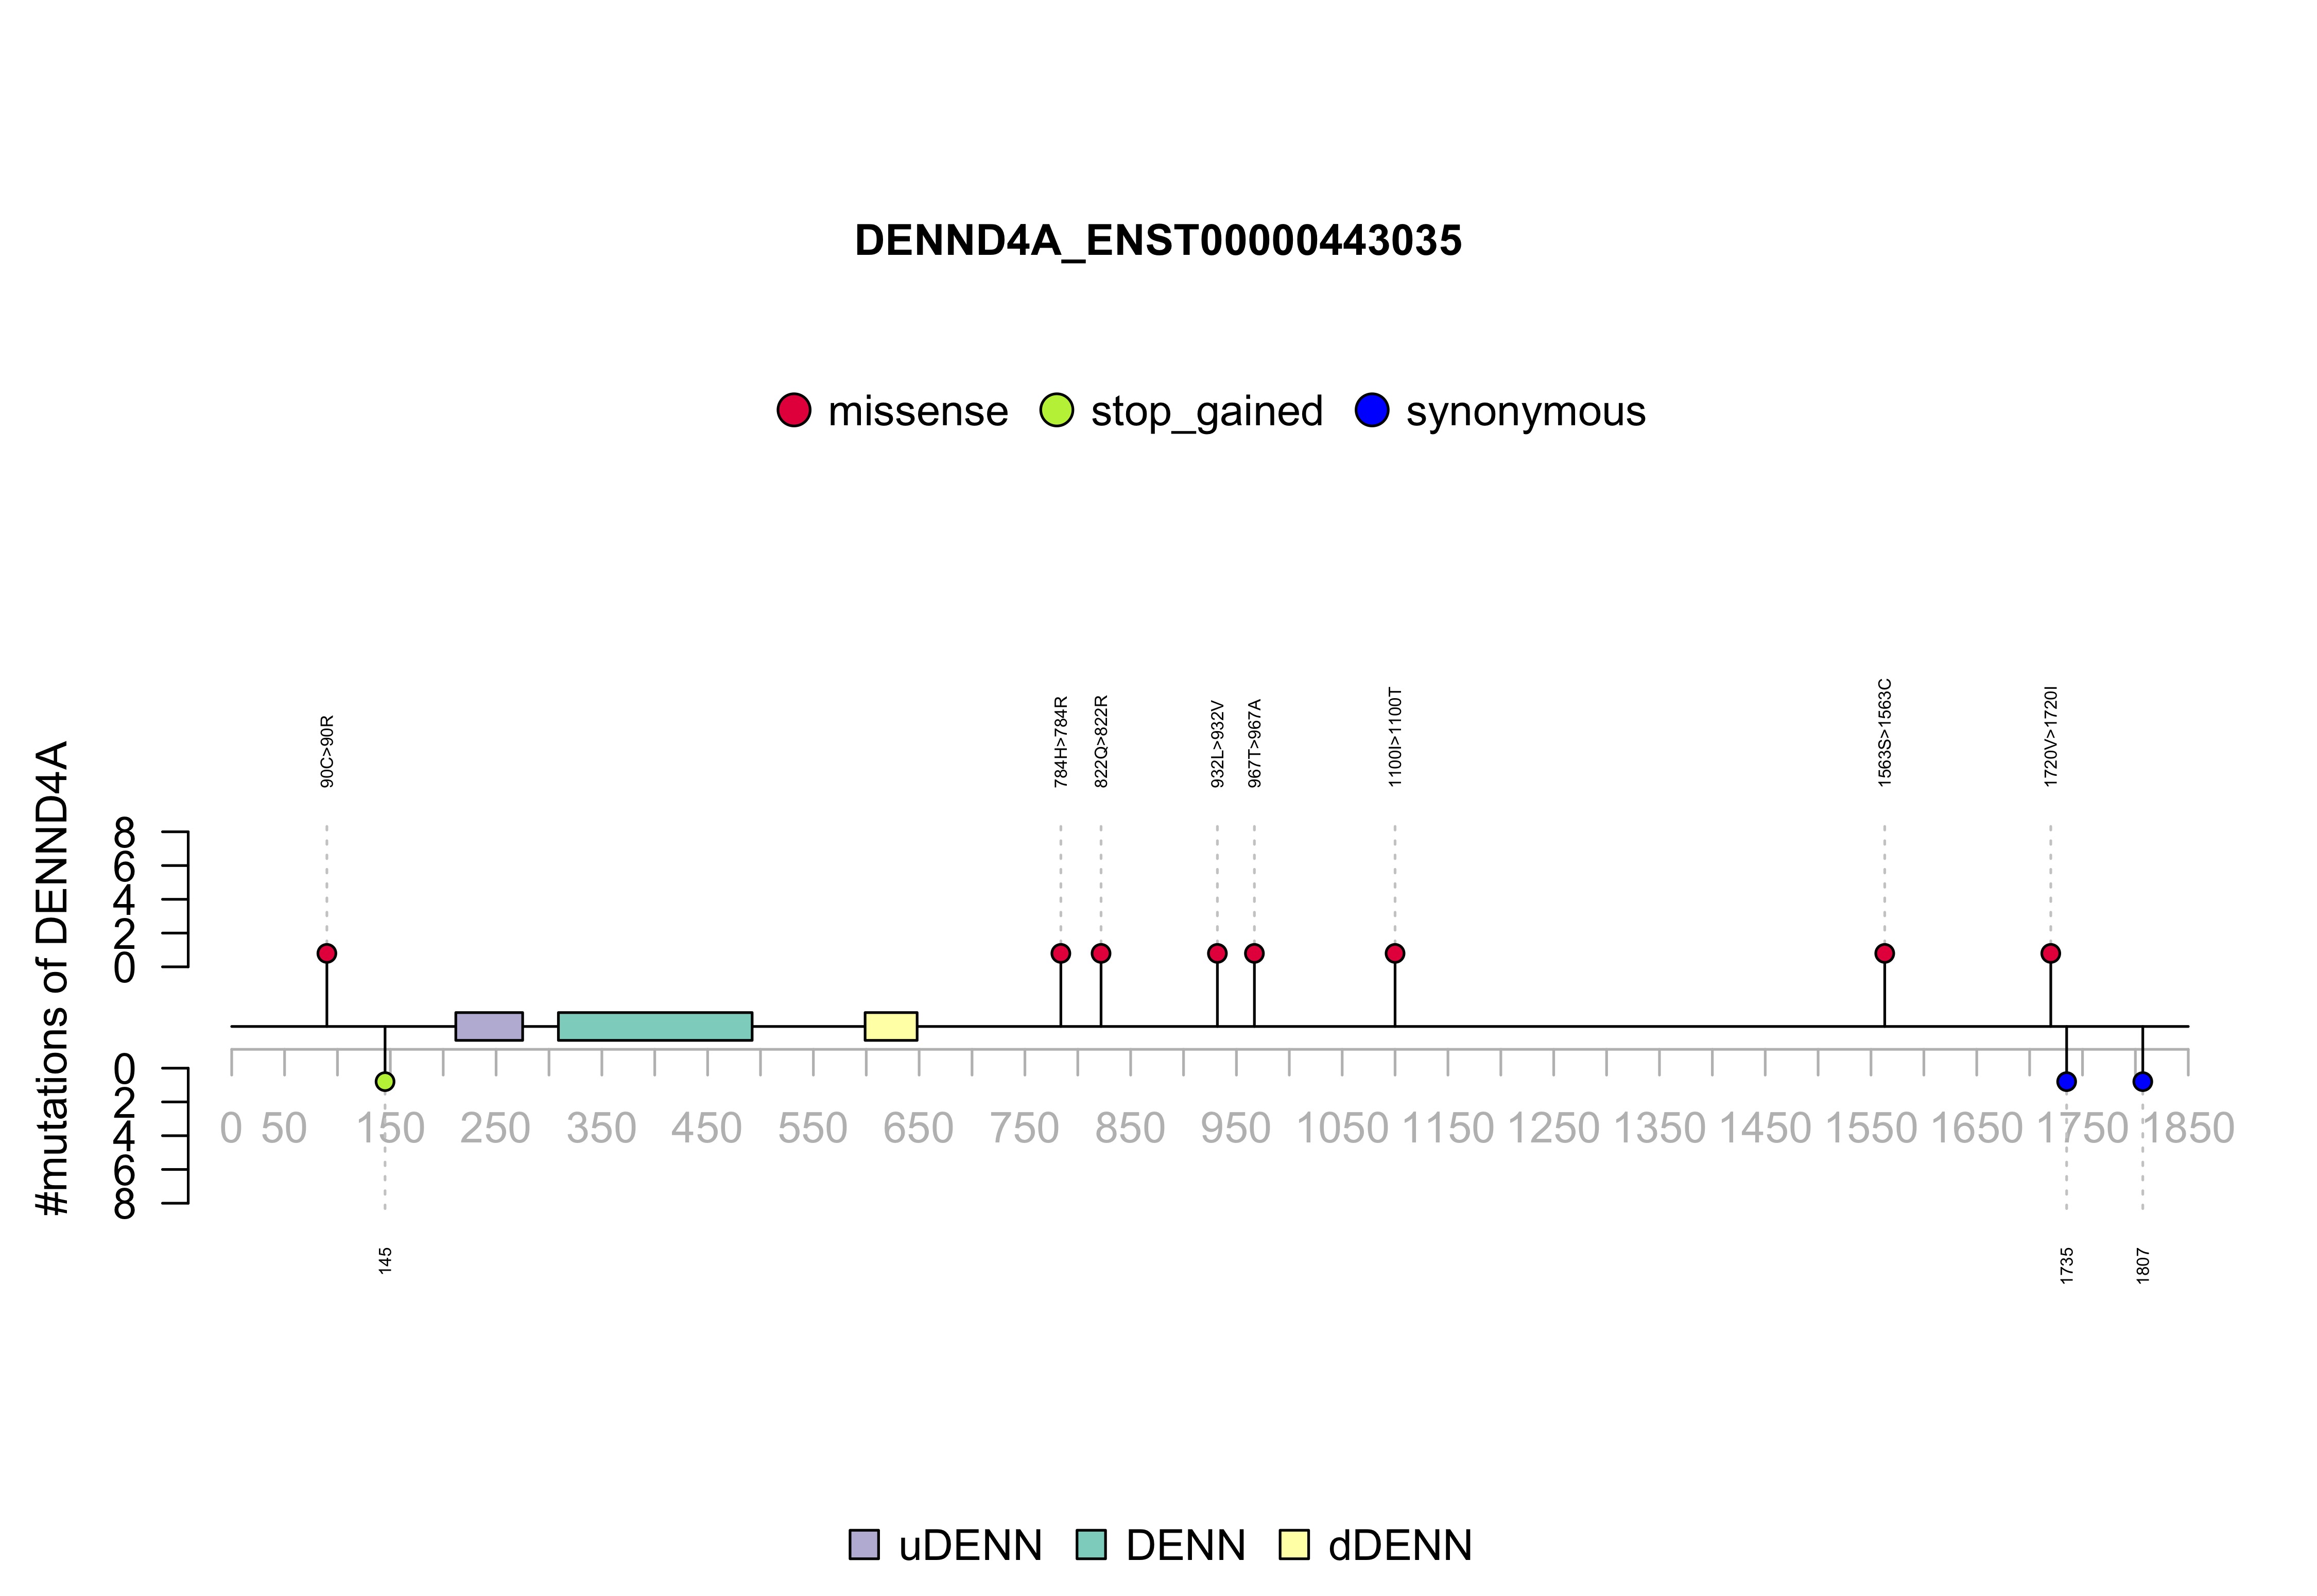 DENND4A_ENST00000443035
missense stop_gained synonymous
90C>90R
784H>784R
822Q>822R
932L>932V
967T>967A
1100I>1100T
1563S>1563C
1720V>1720I
#mutations of DENND4A
8
6
4
2
0
0
2
4
6
8
0 50 150 250 350 450 550 650 750 850 950 1050 1150 1250 1350 1450 1550 1650 1750 1850
145
1735
1807
uDENN DENN dDENN